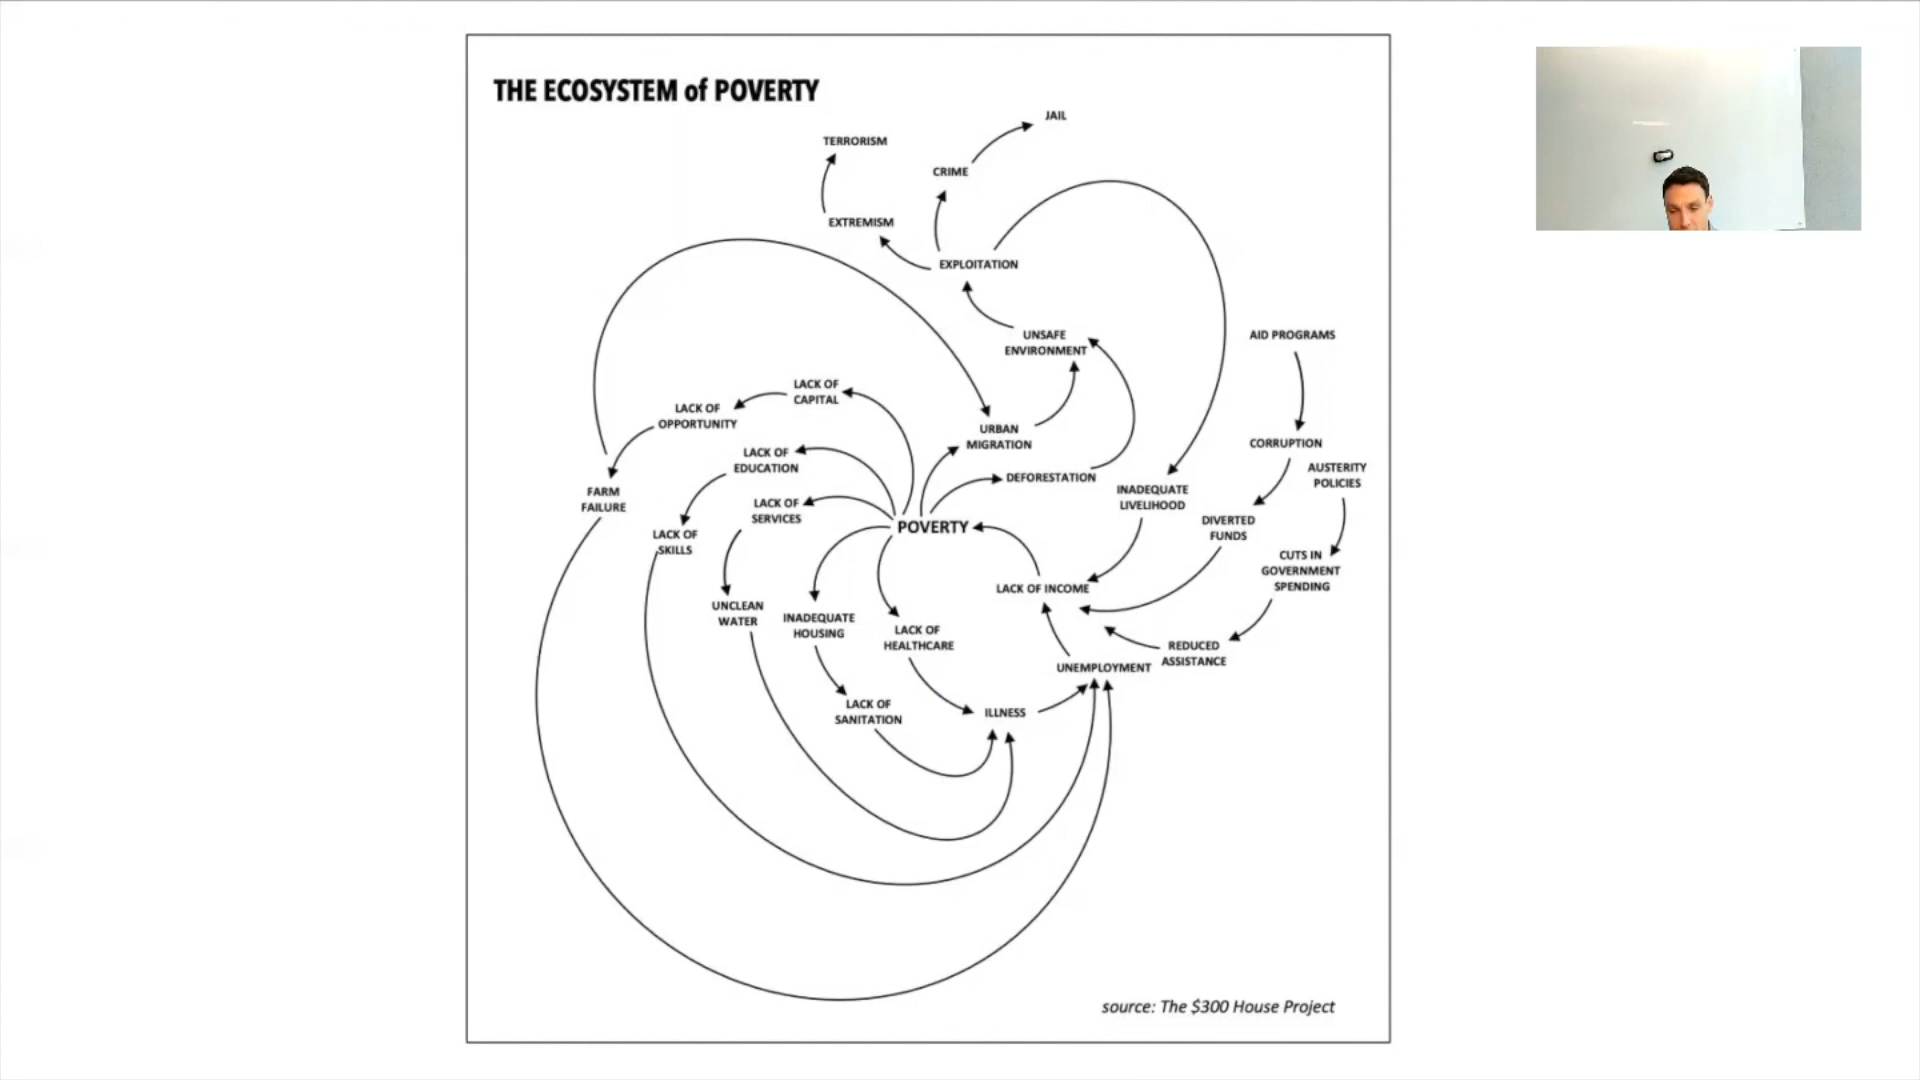 THE ECOSYSTEM of POVERTY
JAIL
TERRORISM
CRIME
EXTREMISM
EXPLOITATION
UNSAFE
ENVIRONMENT
AID PROGRAMS
LACK OF
CAPITAL
LACK OF
OPPORTUNITY
URBAN
MIGRATION
CORRUPTION
LACK OF
EDUCATION
AUSTERITY
POLICIES
DEFORESTATION
FARM
FAILURE
LACK OF
SERVICES
INADEQUATE
LIVELIHOOD
POVERTY
DIVERTED
FUNDS
LACK OF
SKILLS
CUTS IN
GOVERNMENT
SPENDING
LACK OF INCOME
UNCLEAN
WATER
INADEQUATE
HOUSING
LACK OF
HEALTHCARE
REDUCED
ASSISTANCE
UNEMPLOYMENT
LACK OF
SANITATION
ILLNESS
source: The $300 House Project